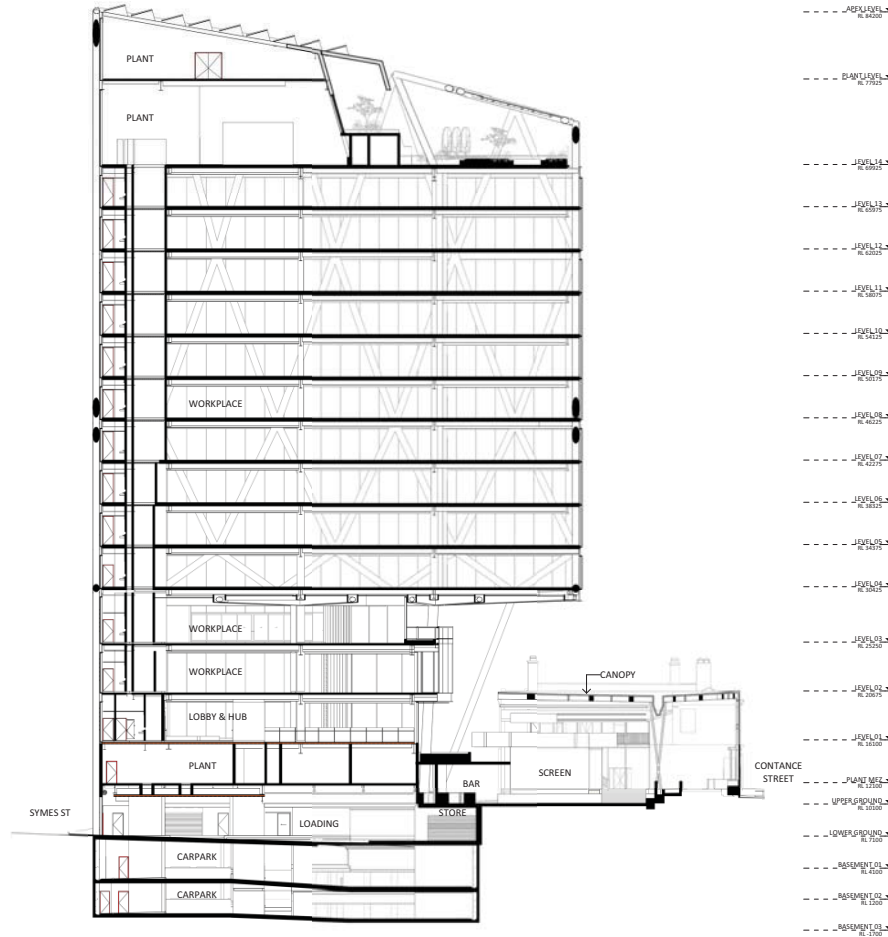 APEX LEVEL
RL 84200
PLANT
PLANT LEVEL
RL 77925
PLANT
LEVEL 14
RL 69925
LEVEL 13
RL 65975
LEVEL 12
RL 62025
LEVEL 11
RL 58075
LEVEL 10
RL 54125
LEVEL 09
RL 50175
WORKPLACE
LEVEL 08
RL 46225
LEVEL 07
RL 42275
LEVEL 06
RL 38325
LEVEL 05
RL 34375
LEVEL 04
RL 30425
WORKPLACE
LEVEL 03
RL 25250
WORKPLACE
CANOPY
LEVEL 02
RL 20675
LOBBY & HUB
LEVEL 01
RL 16100
PLANT
SCREEN
CONTANCE
STREET
BAR
PLANT MEZ
RL 12100
UPPER GROUND
RL 10100
SYMES ST
STORE
LOADING
LOWER GROUND
RL 7100
CARPARK
BASEMENT 01
RL 4100
CARPARK
BASEMENT 02
RL 1200
BASEMENT 03
RL -1700